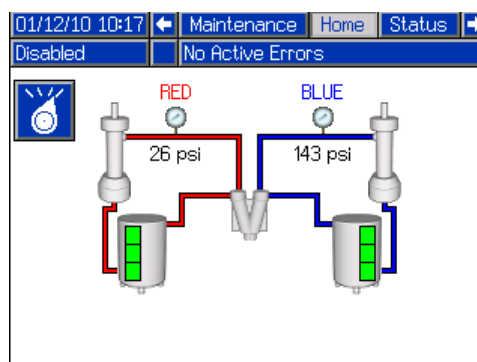 01/12/10 10:17 Maintenance Home Status
Disabled No Active Errors
RED BLUE
26 psi 143 psi